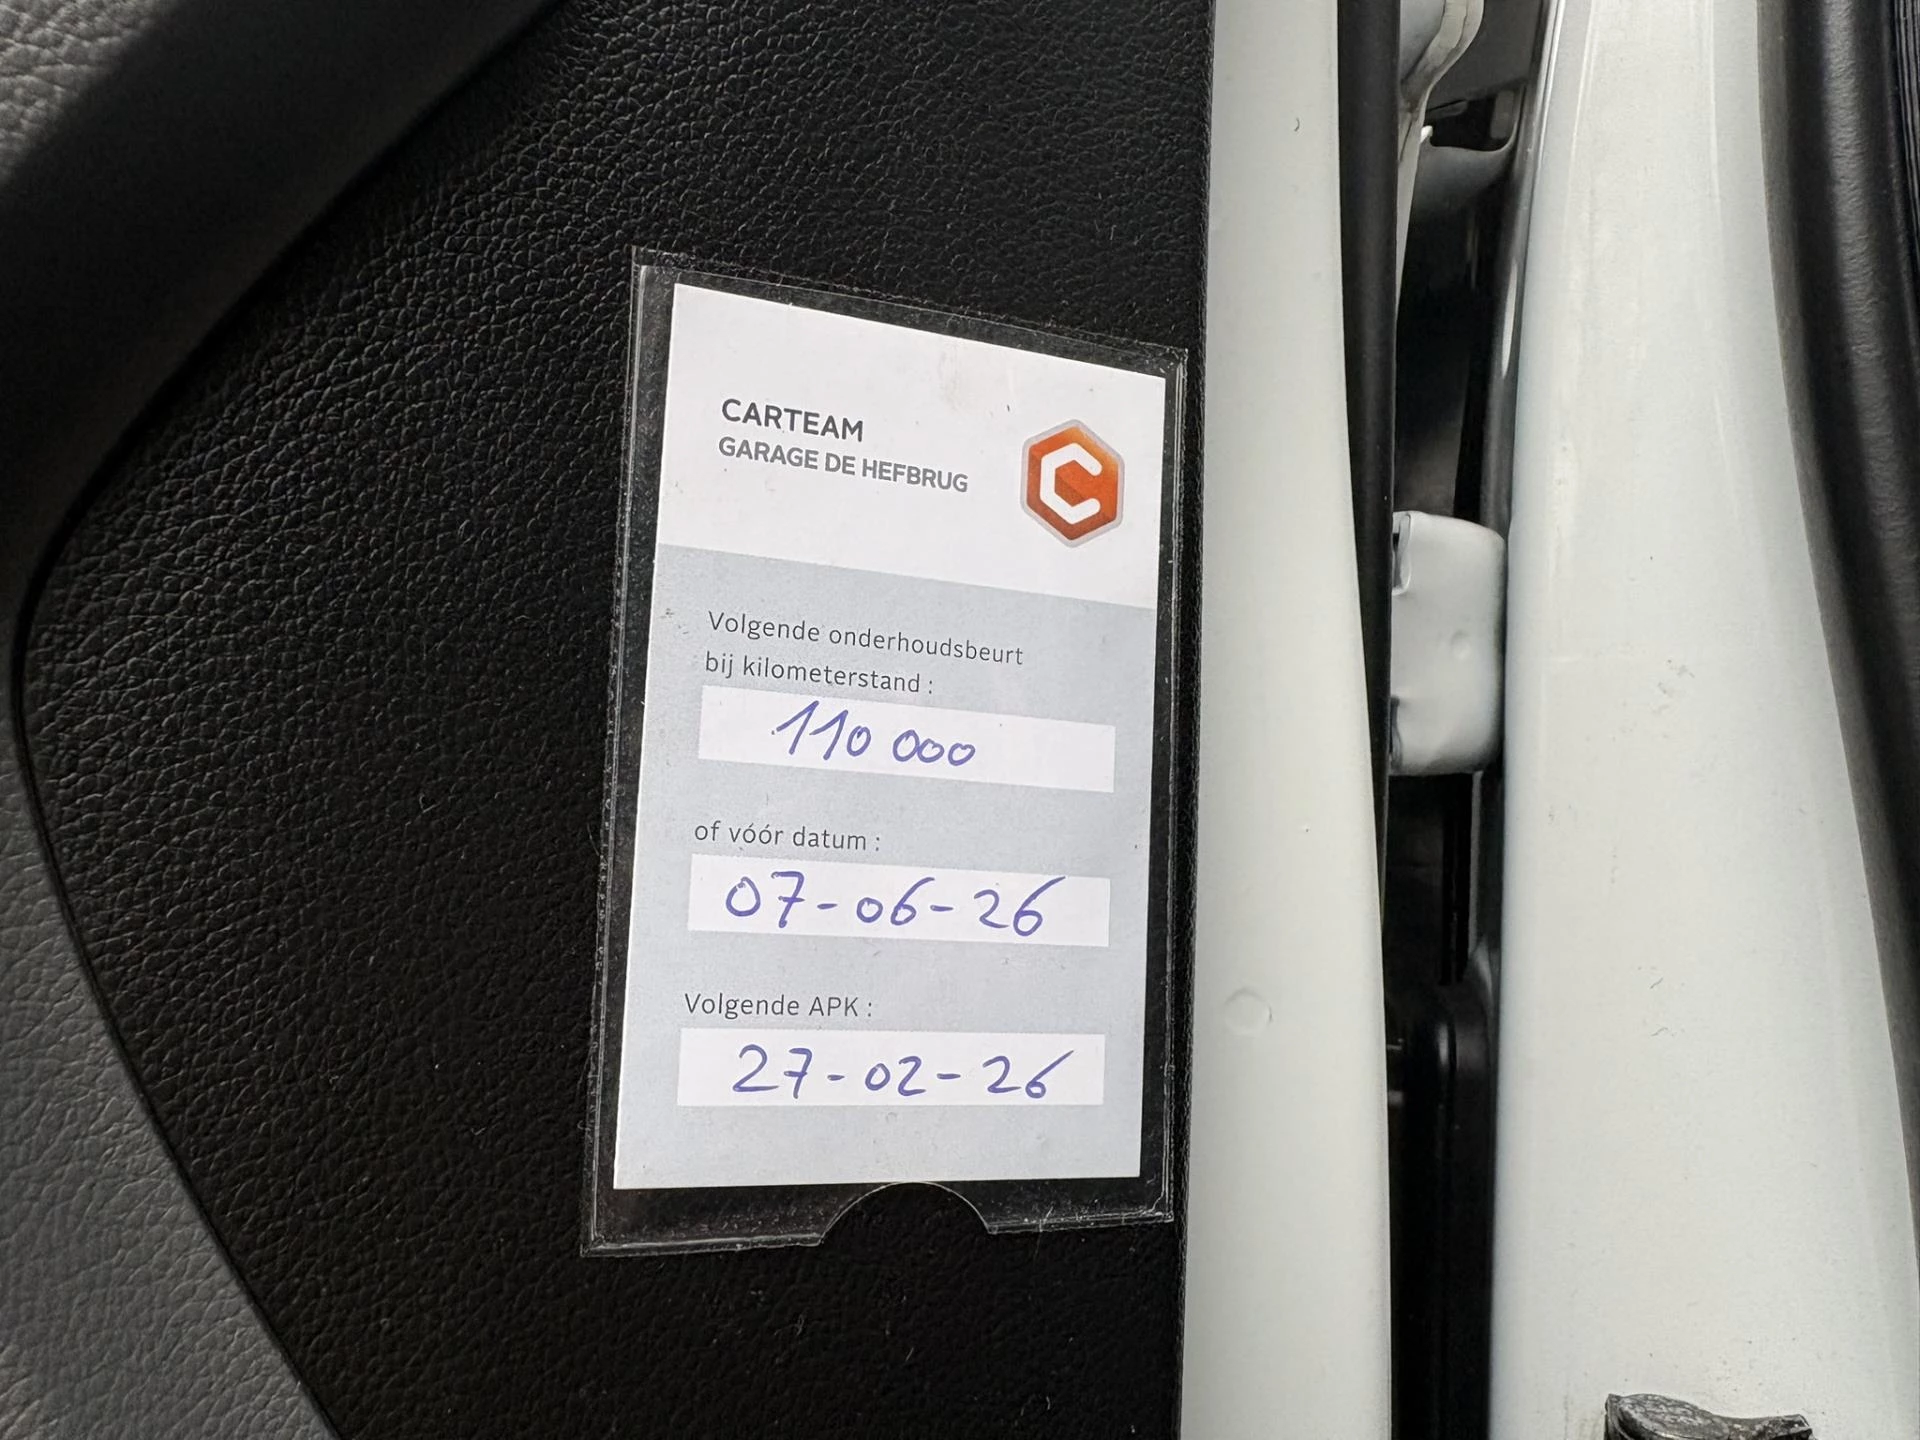 CARTEAM
GARAGE DE HEFBRUG
Volgende onderhoudsbeurt
bij kilometerstand :
110 000
of vóór datum :
07-06-26
Volgende APK :
27-02-26